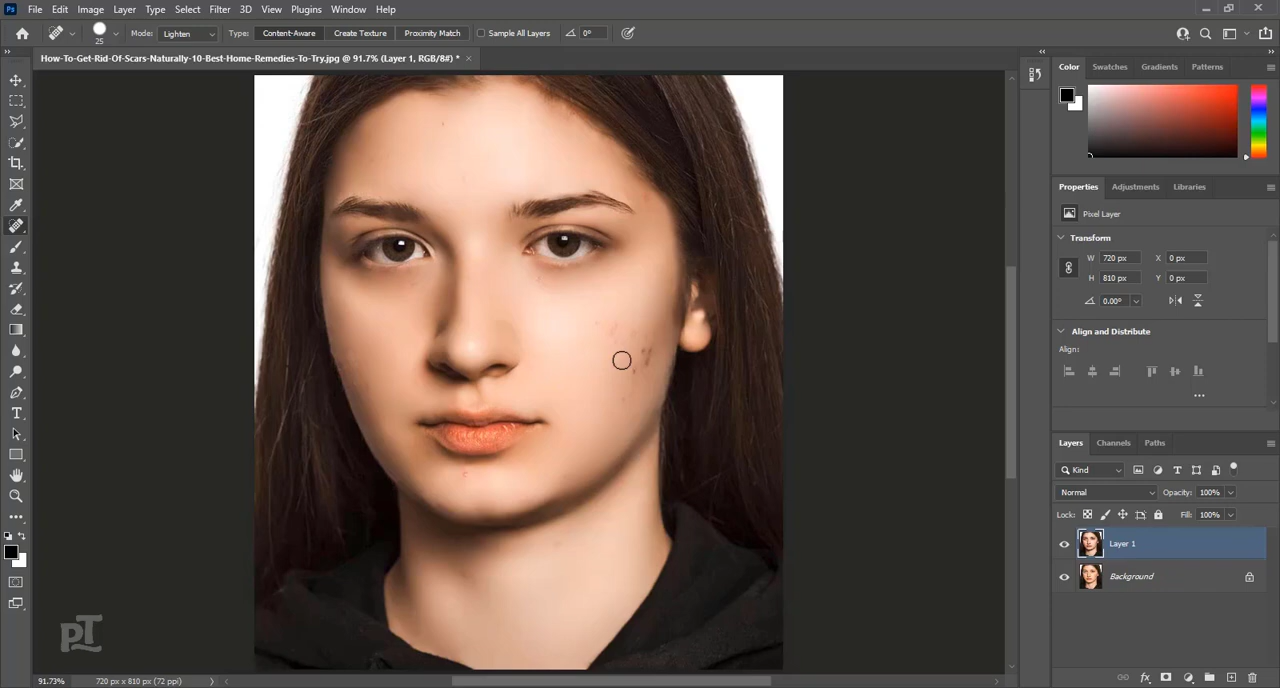 Ps File Edit Image Layer Type Select Filter 3D View Plugins Window Help
25 Mode: Lighten Type: Content-Aware Create Texture Proximity Match Sample All Layers 0°
How-To-Get-Rid-Of-Scars-Naturally-10-Best-Home-Remedies-To-Try.jpg @ 91.7% (Layer 1, RGB/8#) *
Color Swatches Gradients Patterns
Properties Adjustments Libraries
Pixel Layer
Transform
W 720 px X 0 px
H 810 px Y 0 px
0.00°
Align and Distribute
Align:
Layers Channels Paths
Kind
Normal Opacity: 100%
Lock: Fill: 100%
Layer 1
Background
pT
91.73% 720 px x 810 px (72 ppi)